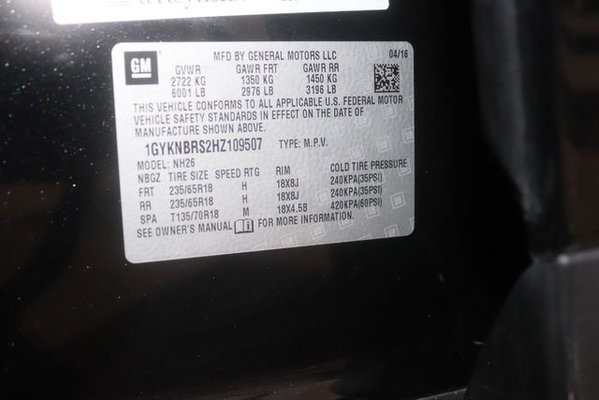 GM
MFD BY GENERAL MOTORS LLC 04/16
GVWR GAWR FRT GAWR RR
2722 KG 1350 KG 1450 KG
6001 LB 2976 LB 3196 LB
THIS VEHICLE CONFORMS TO ALL APPLICABLE U.S. FEDERAL MOTOR
VEHICLE SAFETY STANDARDS IN EFFECT ON THE DATE OF
MANUFACTURE SHOWN ABOVE.
1GYKNBRS2HZ109507 TYPE: M.P.V.
MODEL: NH26
NBGZ TIRE SIZE SPEED RTG RIM COLD TIRE PRESSURE
FRT 235/65R18 H 18X8J 240KPA(35PSI)
RR 235/65R18 H 18X8J 240KPA(35PSI)
SPA T135/70R18 M 18X4.5B 420KPA(60PSI)
SEE OWNER'S MANUAL FOR MORE INFORMATION.